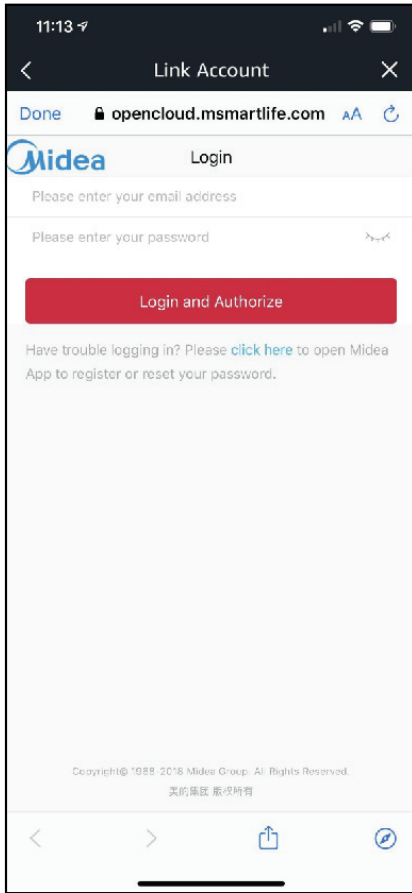 11:13
Link Account
Done opencloud.msmartlife.com AA
Midea Login
Please enter your email address
Please enter your password
Login and Authorize
Have trouble logging in? Please click here to open Midea
App to register or reset your password.
Copyright© 1988-2018 Midea Group. All Rights Reserved.
美的集团 版权所有